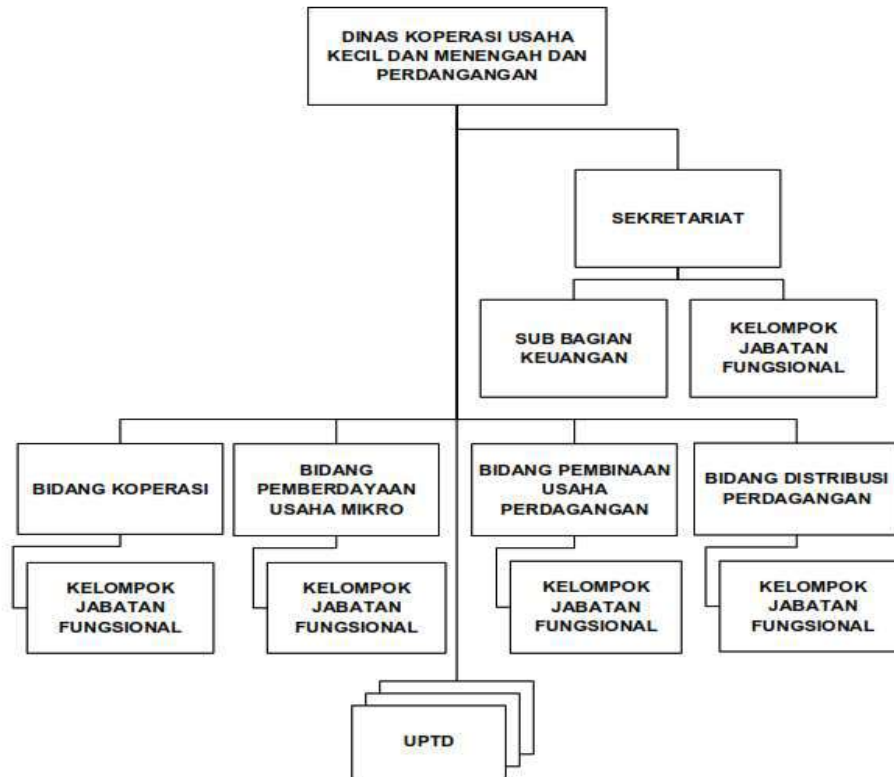 DINAS KOPERASI USAHA
KECIL DAN MENENGAH DAN
PERDANGANGAN
SEKRETARIAT
SUB BAGIAN
KEUANGAN
KELOMPOK
JABATAN
FUNGSIONAL
BIDANG KOPERASI
BIDANG
PEMBERDAYAAN
USAHA MIKRO
BIDANG PEMBINAAN
USAHA
PERDAGANGAN
BIDANG DISTRIBUSI
PERDAGANGAN
KELOMPOK
JABATAN
FUNGSIONAL
KELOMPOK
JABATAN
FUNGSIONAL
KELOMPOK
JABATAN
FUNGSIONAL
KELOMPOK
JABATAN
FUNGSIONAL
UPTD